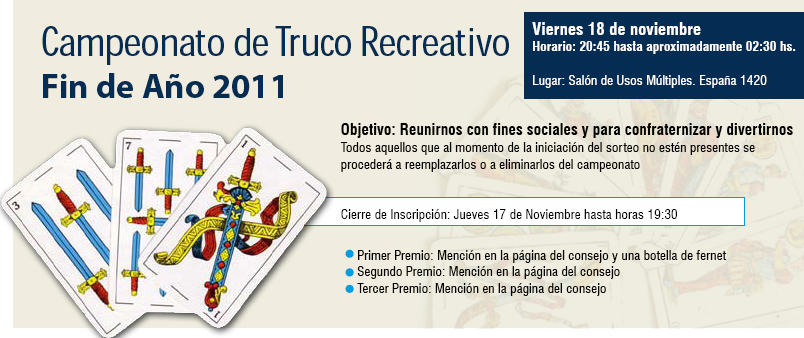 Campeonato de Truco Recreativo
Fin de Año 2011
Viernes 18 de noviembre
Horario: 20:45 hasta aproximadamente 02:30 hs.
Lugar: Salón de Usos Múltiples. España 1420
Objetivo: Reunirnos con fines sociales y para confraternizar y divertirnos
Todos aquellos que al momento de la iniciación del sorteo no estén presentes se
procederá a reemplazarlos o a eliminarlos del campeonato
Cierre de Inscripción: Jueves 17 de Noviembre hasta horas 19:30
Primer Premio: Mención en la página del consejo y una botella de fernet
Segundo Premio: Mención en la página del consejo
Tercer Premio: Mención en la página del consejo
3
7
1
1